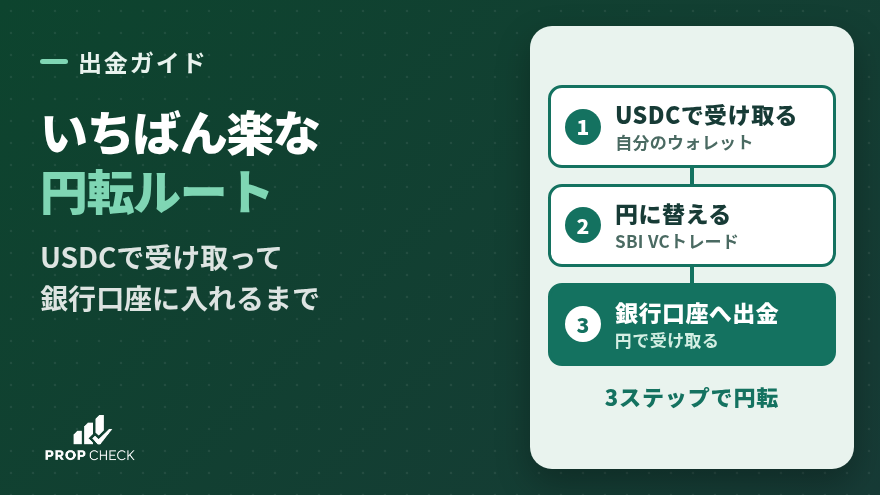 出金ガイド
いちばん楽な
円転ルート
USDCで受け取って
銀行口座に入れるまで
PROP CHECK
1
USDCで受け取る
自分のウォレット
2
円に替える
SBI VCトレード
3
銀行口座へ出金
円で受け取る
3ステップで円転